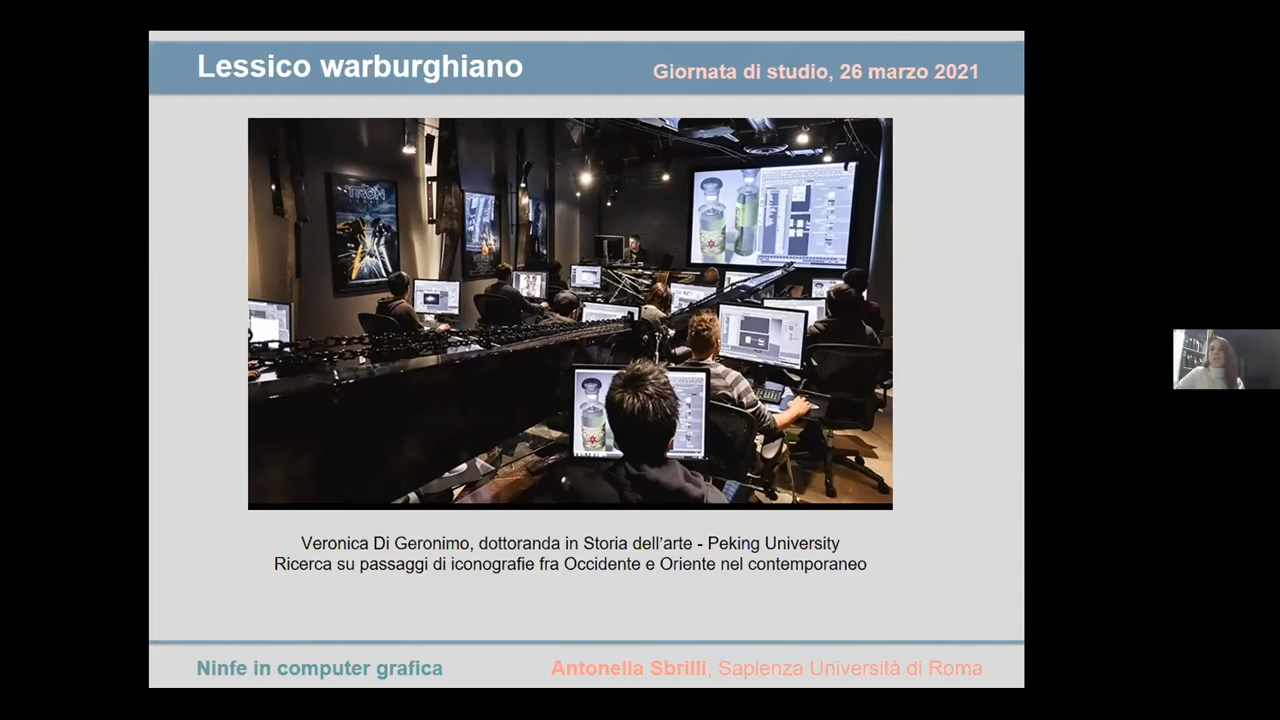 Lessico warburghiano
Giornata di studio, 26 marzo 2021
TRON
Veronica Di Geronimo, dottoranda in Storia dell'arte - Peking University
Ricerca su passaggi di iconografie fra Occidente e Oriente nel contemporaneo
Ninfe in computer grafica
Antonella Sbrilli, Sapienza Università di Roma